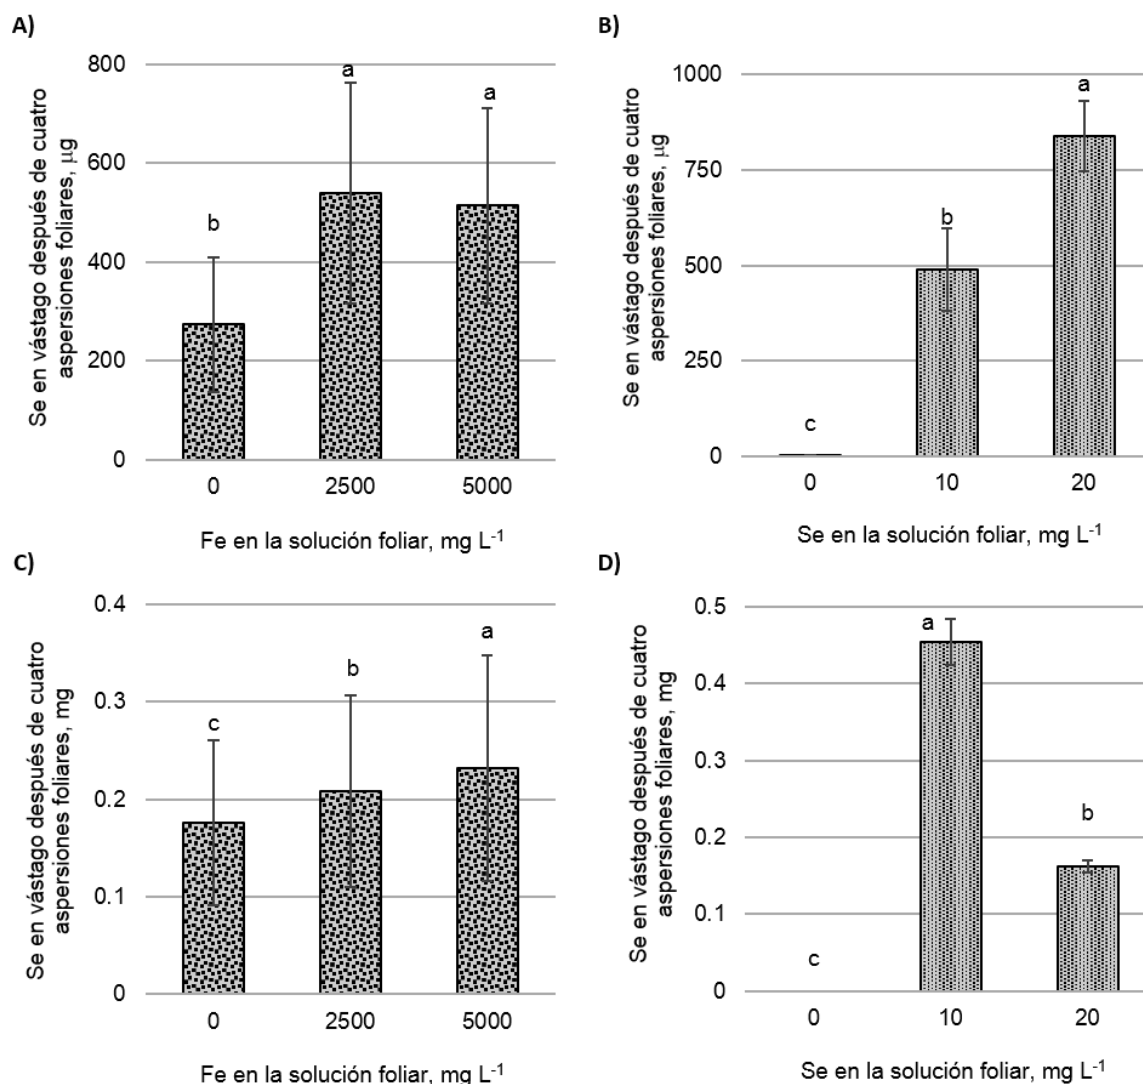 A)
Se en vástago después de cuatro
aspersiones foliares, µg
800
600
400
200
0
b
a
a
0 2500 5000
Fe en la solución foliar, mg L⁻¹
B)
Se en vástago después de cuatro
aspersiones foliares, µg
1000
750
500
250
0
c
b
a
0 10 20
Se en la solución foliar, mg L⁻¹
C)
Se en vástago después de cuatro
aspersiones foliares, mg
0.4
0.3
0.2
0.1
0
c
b
a
0 2500 5000
Fe en la solución foliar, mg L⁻¹
D)
Se en vástago después de cuatro
aspersiones foliares, mg
0.5
0.4
0.3
0.2
0.1
0
c
a
b
0 10 20
Se en la solución foliar, mg L⁻¹